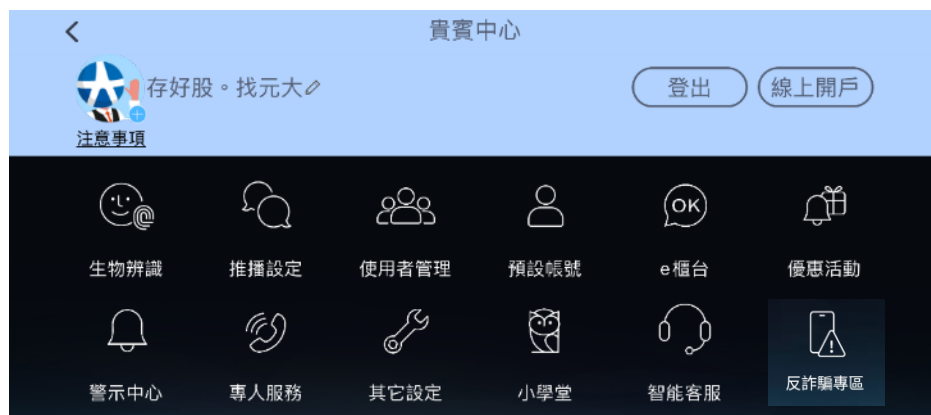 貴賓中心
存好股。找元大
登出
線上開戶
注意事項
OK
生物辨識 推播設定 使用者管理 預設帳號 e櫃台 優惠活動
警示中心 專人服務 其它設定 小學堂 智能客服 反詐騙專區